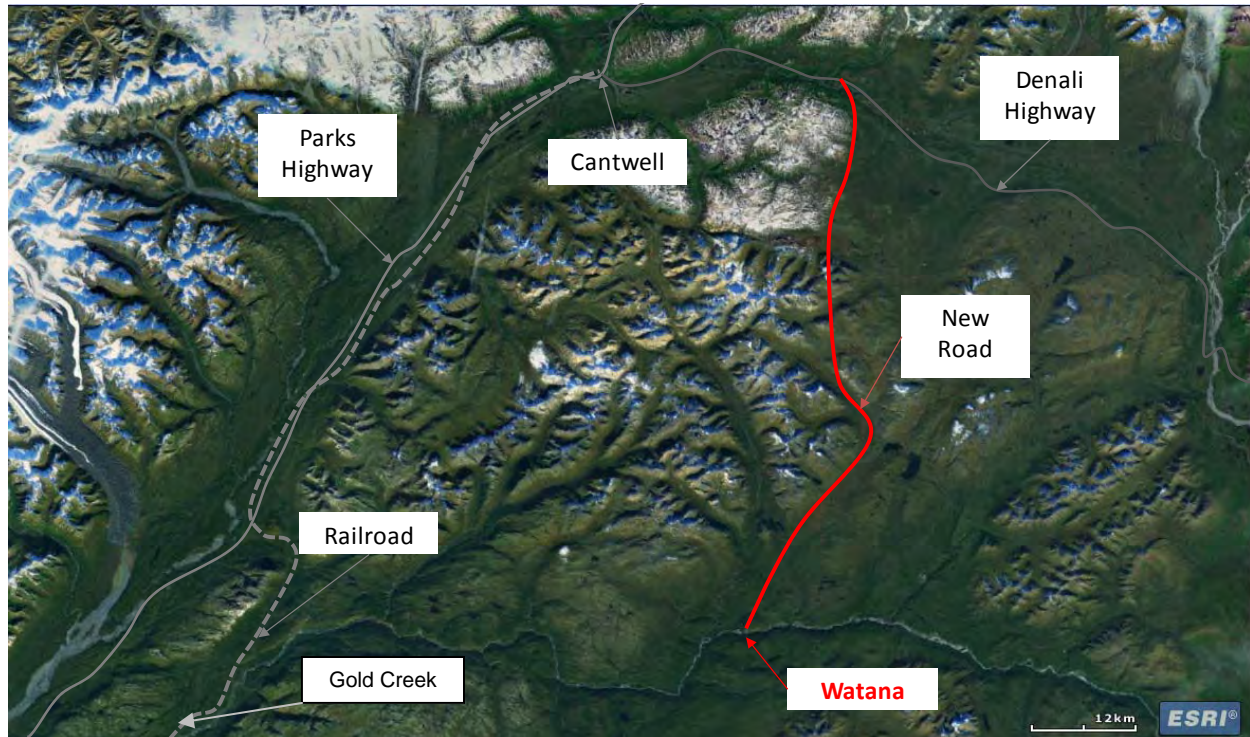 Denali
Highway
Parks
Highway
Cantwell
New
Road
Railroad
Gold Creek
Watana
12km
ESRI®